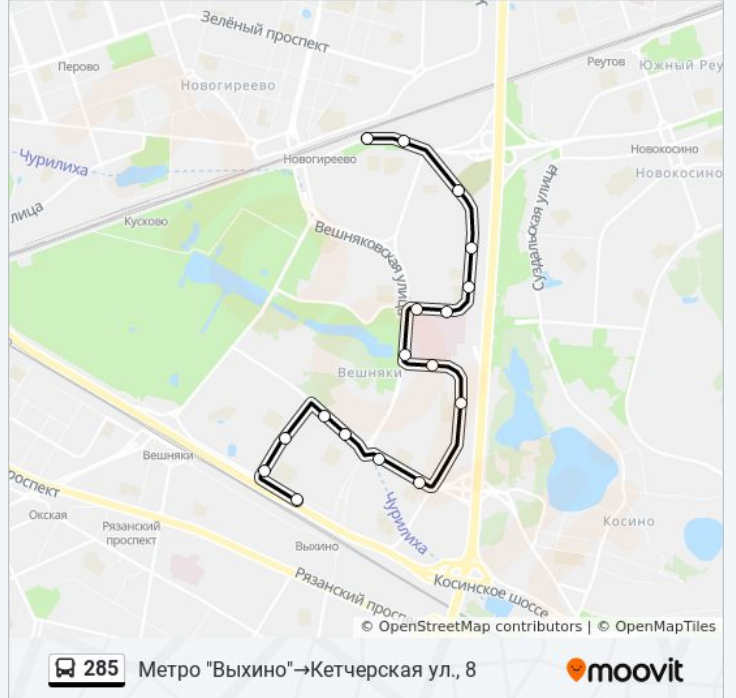 Зелёный проспект
Перово
Реутов
Южный Реу
Новогиреево
Чурилиха
Новогиреево
Новокосино
Новокосино
лица
Кусково
Суздальская улица
Вешняковская улица
Вешняки
Вешняки
роспект
Окская
Рязанский
проспект
Чурилиха
Косино
Выхино
Рязанский просп
Косинское шоссе
© OpenStreetMap contributors | © OpenMapTiles
285 Метро "Выхино"→Кетчерская ул., 8
moovit